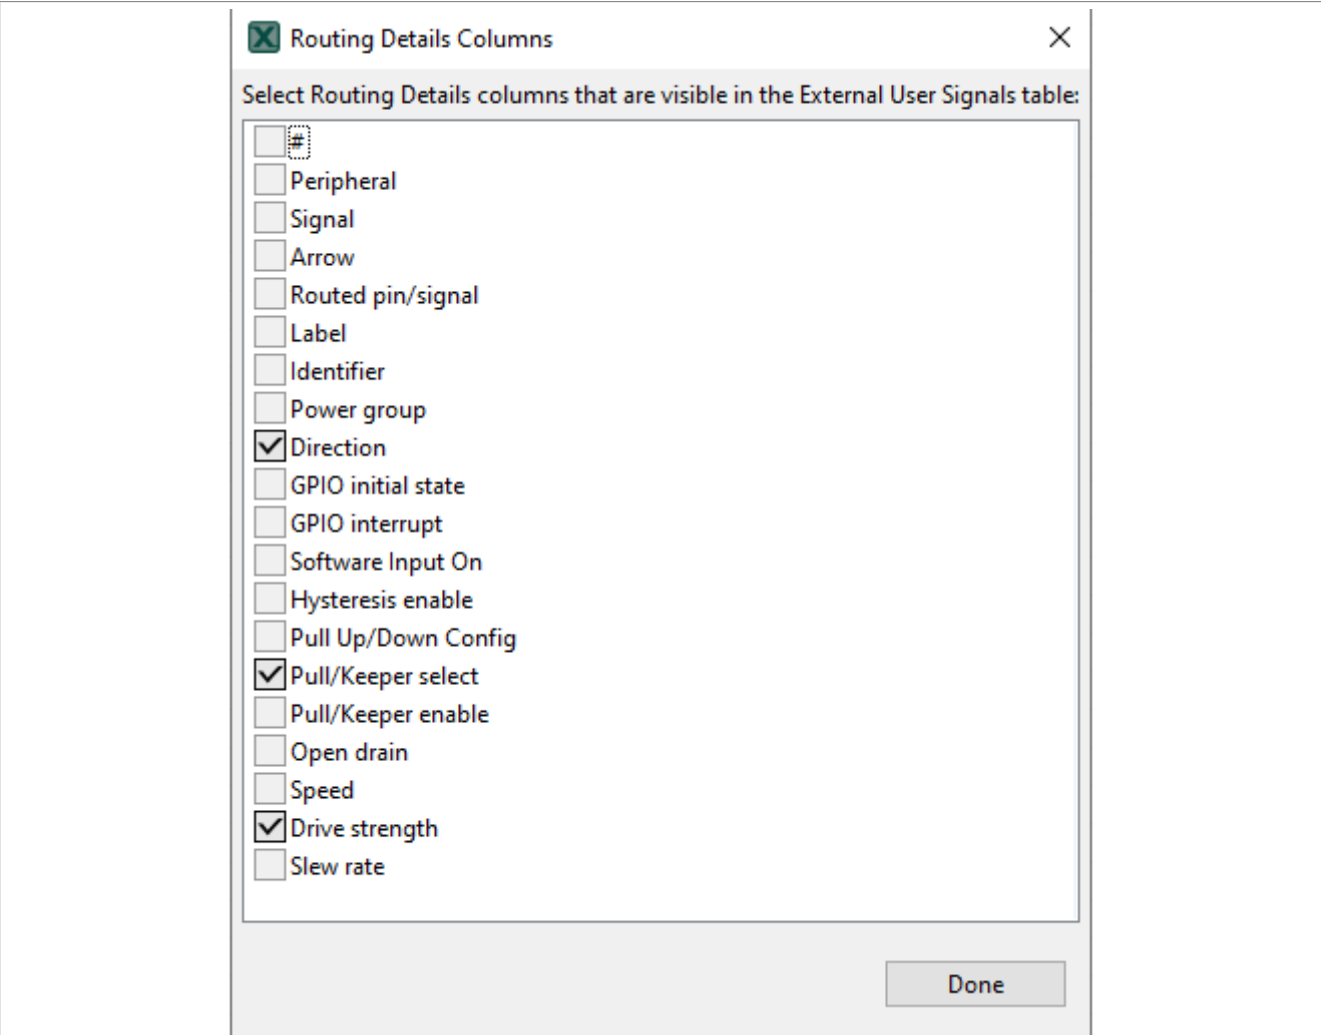 Routing Details Columns
Select Routing Details columns that are visible in the External User Signals table:
#
Peripheral
Signal
Arrow
Routed pin/signal
Label
Identifier
Power group
Direction
GPIO initial state
GPIO interrupt
Software Input On
Hysteresis enable
Pull Up/Down Config
Pull/Keeper select
Pull/Keeper enable
Open drain
Speed
Drive strength
Slew rate
Done